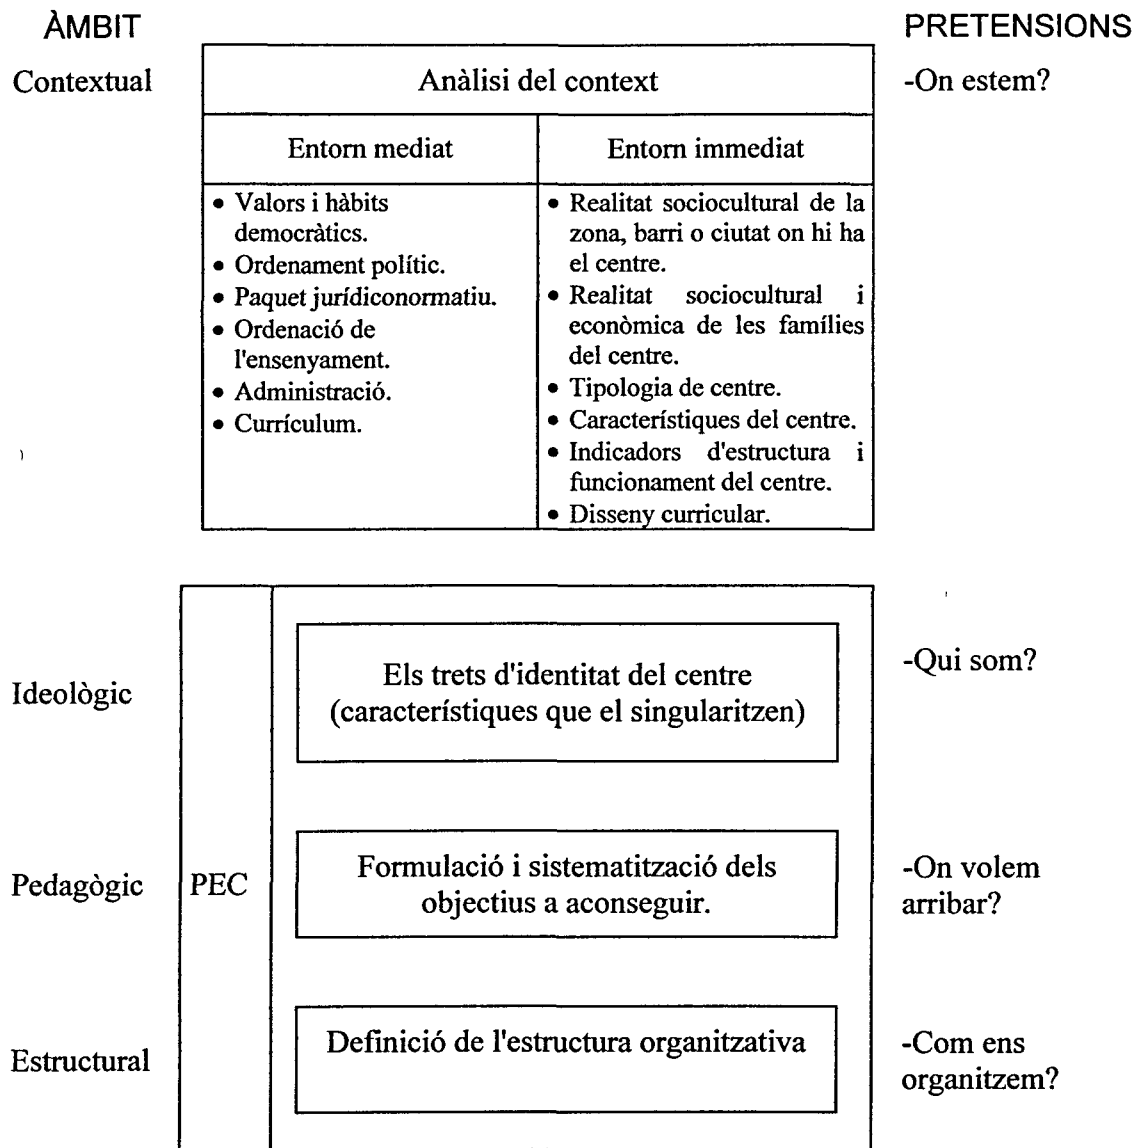 ÀMBIT
PRETENSIONS
Contextual
Anàlisi del context
-On estem?
Entorn mediat
Entorn immediat
• Valors i hàbits
democràtics.
• Ordenament polític.
• Paquet jurídiconormatiu.
• Ordenació de
l'ensenyament.
• Administració.
• Currículum.
• Realitat sociocultural de la
zona, barri o ciutat on hi ha
el centre.
• Realitat sociocultural i
econòmica de les famílies
del centre.
• Tipologia de centre.
• Característiques del centre.
• Indicadors d'estructura i
funcionament del centre.
• Disseny curricular.
Ideològic
Els trets d'identitat del centre
(característiques que el singularitzen)
-Qui som?
Pedagògic
PEC
Formulació i sistematització dels
objectius a aconseguir.
-On volem
arribar?
Estructural
Definició de l'estructura organitzativa
-Com ens
organitzem?